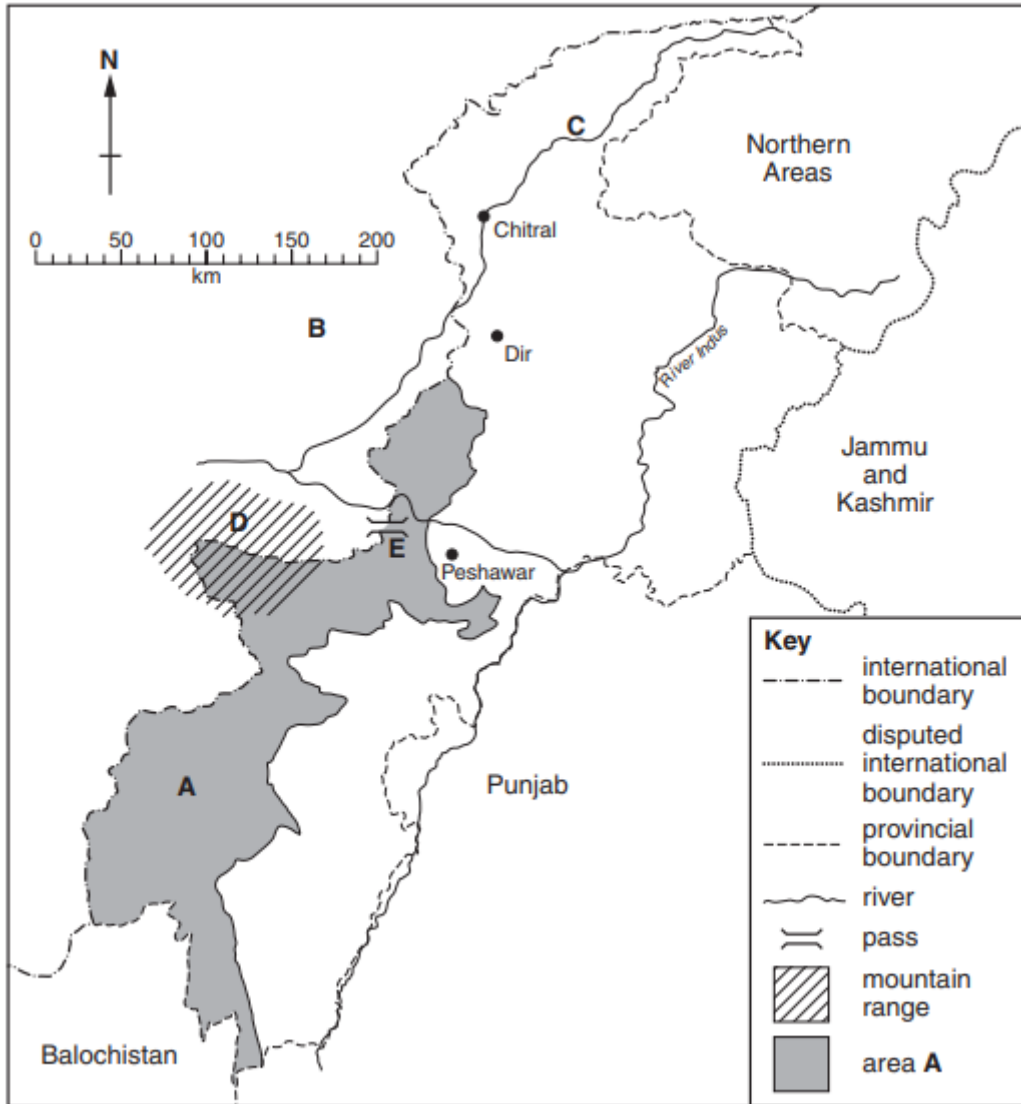 N
C
Northern
Areas
Chitral
0 50 100 150 200
km
B
Dir
River Indus
Jammu
and
Kashmir
D
E
Peshawar
A
Punjab
Balochistan
Key
international
boundary
disputed
international
boundary
provincial
boundary
river
pass
mountain
range
area A